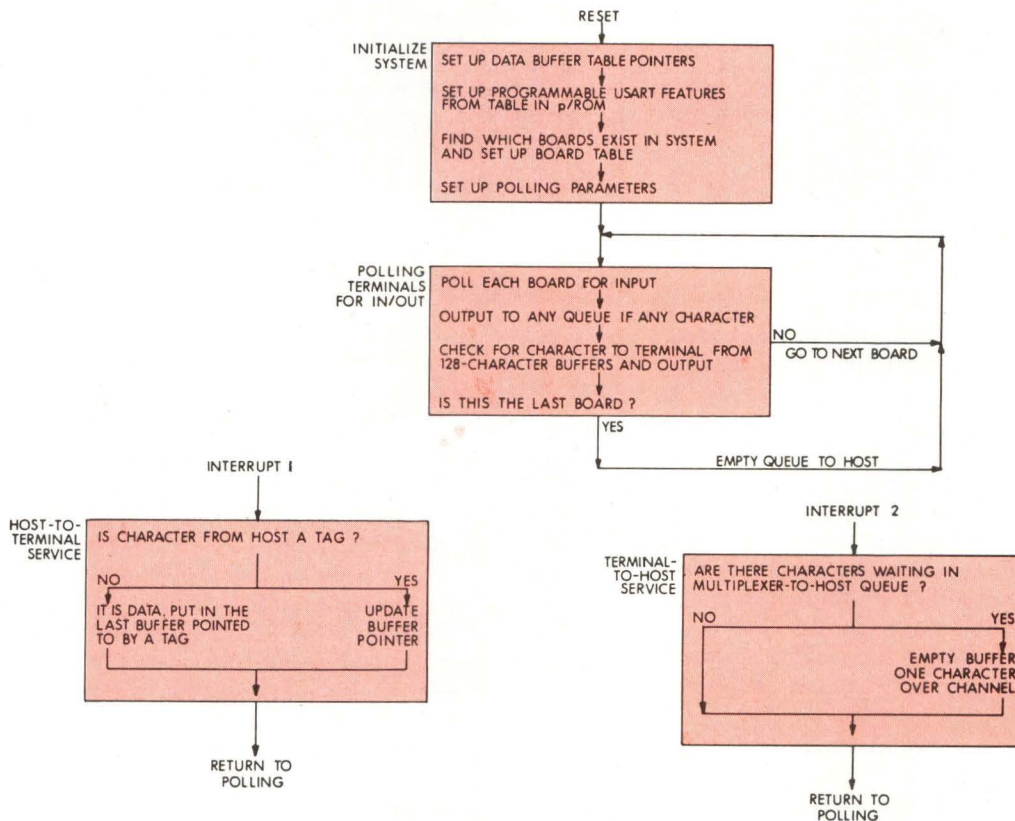 RESET
INITIALIZE
SYSTEM
SET UP DATA BUFFER TABLE POINTERS
SET UP PROGRAMMABLE USART FEATURES
FROM TABLE IN p/ROM
FIND WHICH BOARDS EXIST IN SYSTEM
AND SET UP BOARD TABLE
SET UP POLLING PARAMETERS
POLLING
TERMINALS
FOR IN/OUT
POLL EACH BOARD FOR INPUT
OUTPUT TO ANY QUEUE IF ANY CHARACTER
CHECK FOR CHARACTER TO TERMINAL FROM
128-CHARACTER BUFFERS AND OUTPUT
IS THIS THE LAST BOARD ?
NO
GO TO NEXT BOARD
YES
EMPTY QUEUE TO HOST
INTERRUPT 1
HOST-TO-
TERMINAL
SERVICE
IS CHARACTER FROM HOST A TAG ?
NO
YES
IT IS DATA, PUT IN THE
LAST BUFFER POINTED
TO BY A TAG
UPDATE
BUFFER
POINTER
RETURN TO
POLLING
INTERRUPT 2
TERMINAL-
TO-HOST
SERVICE
ARE THERE CHARACTERS WAITING IN
MULTIPLEXER-TO-HOST QUEUE ?
NO
YES
EMPTY BUFFER
ONE CHARACTER
OVER CHANNEL
RETURN TO
POLLING